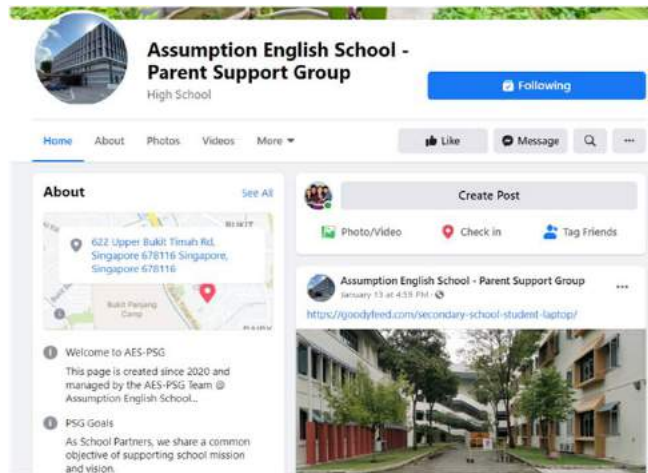 Assumption English School -
Parent Support Group
High School
Following
Home About Photos Videos More
Like Message
About See All
622 Upper Bukit Timah Rd,
Singapore 678116 Singapore,
Singapore 678116
Bukit Panjang
Camp
Welcome to AES-PSG
This page is created since 2020 and
managed by the AES-PSG Team @
Assumption English School...
PSG Goals
As School Partners, we share a common
objective of supporting school mission
and vision.
Create Post
Photo/Video Check in Tag Friends
Assumption English School - Parent Support Group
January 13 at 4:55 PM
https://goodyfeed.com/secondary-school-student-laptop/